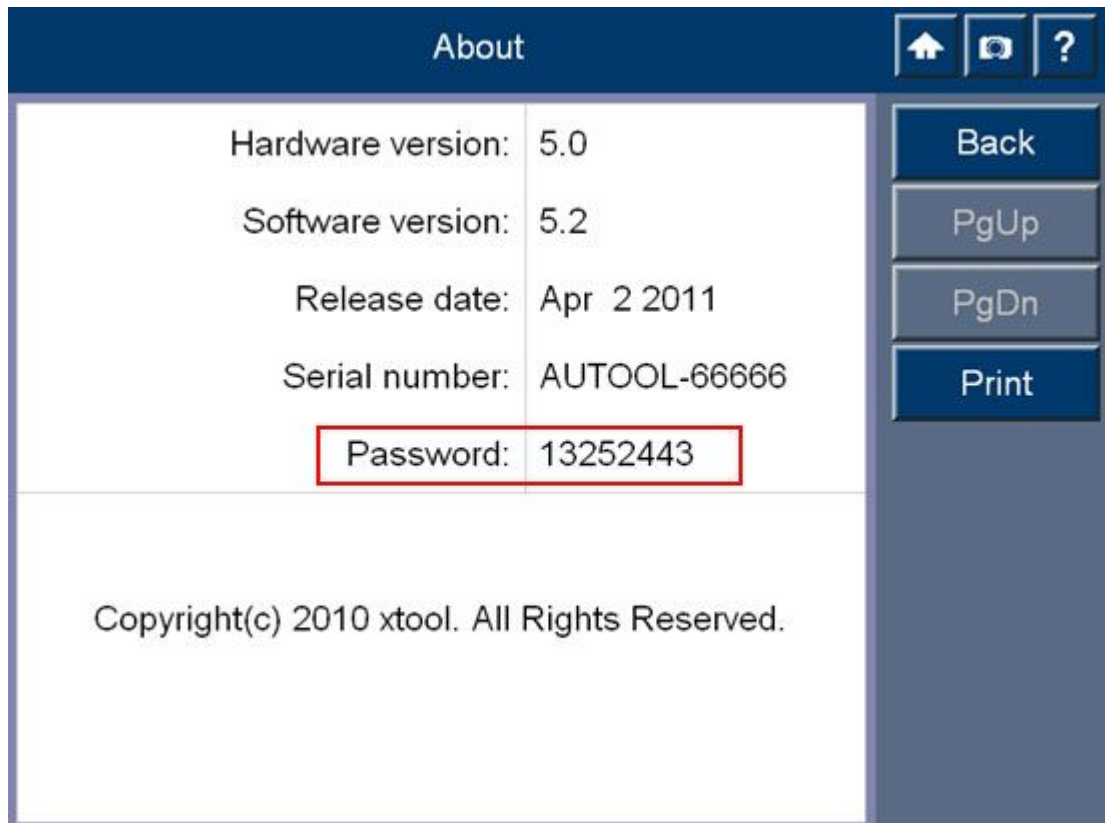 About
?
Hardware version: 5.0
Software version: 5.2
Release date: Apr 2 2011
Serial number: AUTOOL-66666
Password: 13252443
Copyright(c) 2010 xtool. All Rights Reserved.
Back
PgUp
PgDn
Print